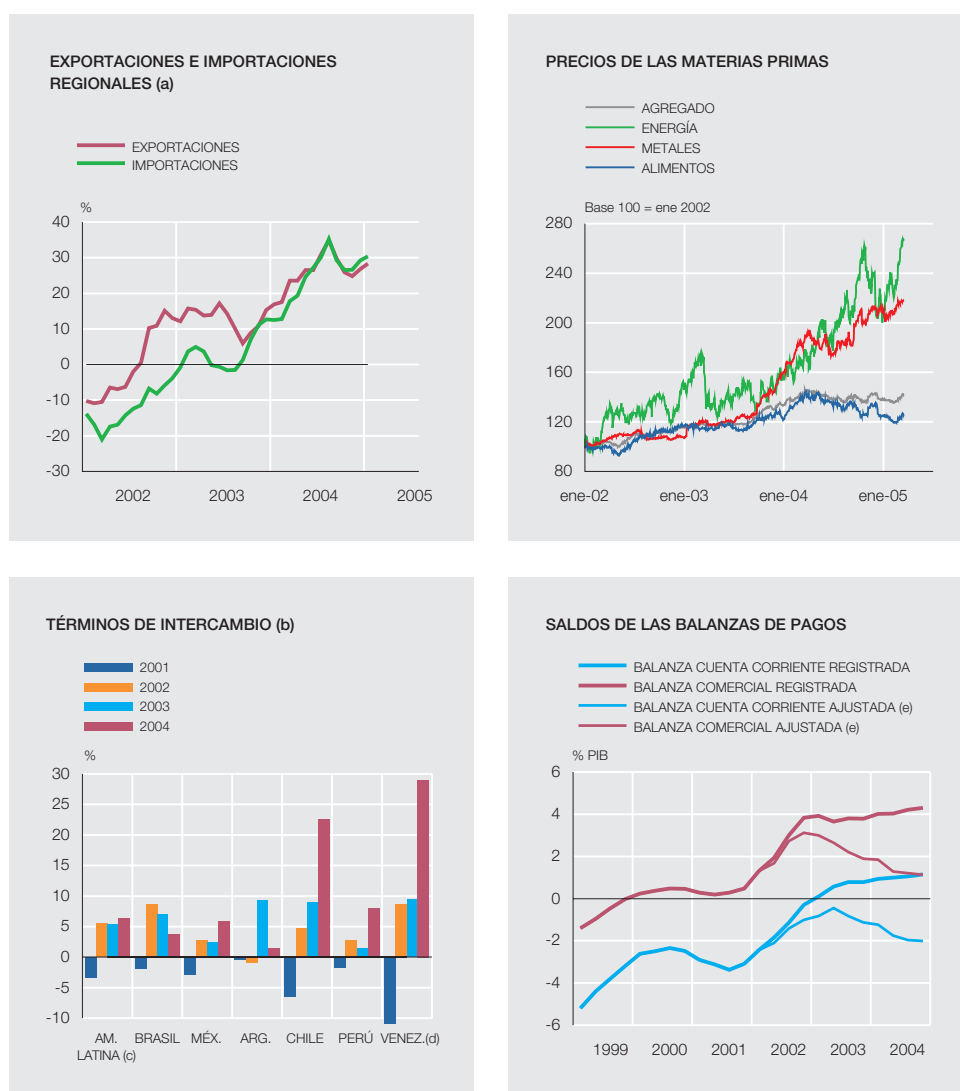 EXPORTACIONES E IMPORTACIONES
REGIONALES (a)
EXPORTACIONES
IMPORTACIONES
%
40
30
20
10
0
-10
-20
-30
2002 2003 2004 2005
PRECIOS DE LAS MATERIAS PRIMAS
AGREGADO
ENERGÍA
METALES
ALIMENTOS
Base 100 = ene 2002
280
240
200
160
120
80
ene-02 ene-03 ene-04 ene-05
TÉRMINOS DE INTERCAMBIO (b)
2001
2002
2003
2004
%
30
25
20
15
10
5
0
-5
-10
AM. BRASIL MÉX. ARG. CHILE PERÚ VENEZ.(d)
LATINA (c)
SALDOS DE LAS BALANZAS DE PAGOS
BALANZA CUENTA CORRIENTE REGISTRADA
BALANZA COMERCIAL REGISTRADA
BALANZA CUENTA CORRIENTE AJUSTADA (e)
BALANZA COMERCIAL AJUSTADA (e)
% PIB
6
4
2
0
-2
-4
-6
1999 2000 2001 2002 2003 2004